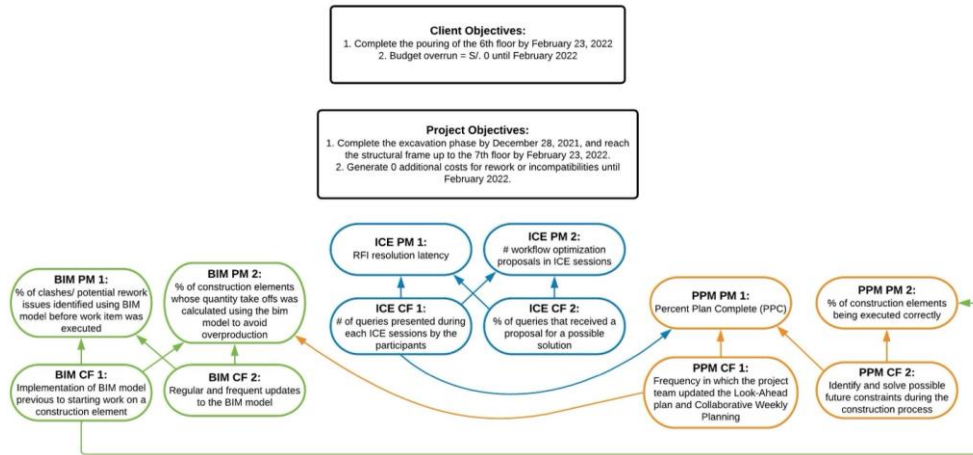 Client Objectives:
1. Complete the pouring of the 6th floor by February 23, 2022
2. Budget overrun = S/. 0 until February 2022
Project Objectives:
1. Complete the excavation phase by December 28, 2021, and reach
the structural frame up to the 7th floor by February 23, 2022.
2. Generate 0 additional costs for rework or incompatibilities until
February 2022.
ICE PM 1:
RFI resolution latency
ICE PM 2:
# workflow optimization
proposals in ICE sessions
BIM PM 1:
% of clashes/ potential rework
issues identified using BIM
model before work item was
executed
BIM PM 2:
% of construction elements
whose quantity take offs was
calculated using the bim
model to avoid
overproduction
ICE CF 1:
# of queries presented during
each ICE sessions by the
participants
ICE CF 2:
% of queries that received a
proposal for a possible
solution
PPM PM 1:
Percent Plan Complete (PPC)
PPM PM 2:
% of construction elements
being executed correctly
BIM CF 1:
Implementation of BIM model
previous to starting work on a
construction element
BIM CF 2:
Regular and frequent updates
to the BIM model
PPM CF 1:
Frequency in which the project
team updated the Look-Ahead
plan and Collaborative Weekly
Planning
PPM CF 2:
Identify and solve possible
future constraints during the
construction process